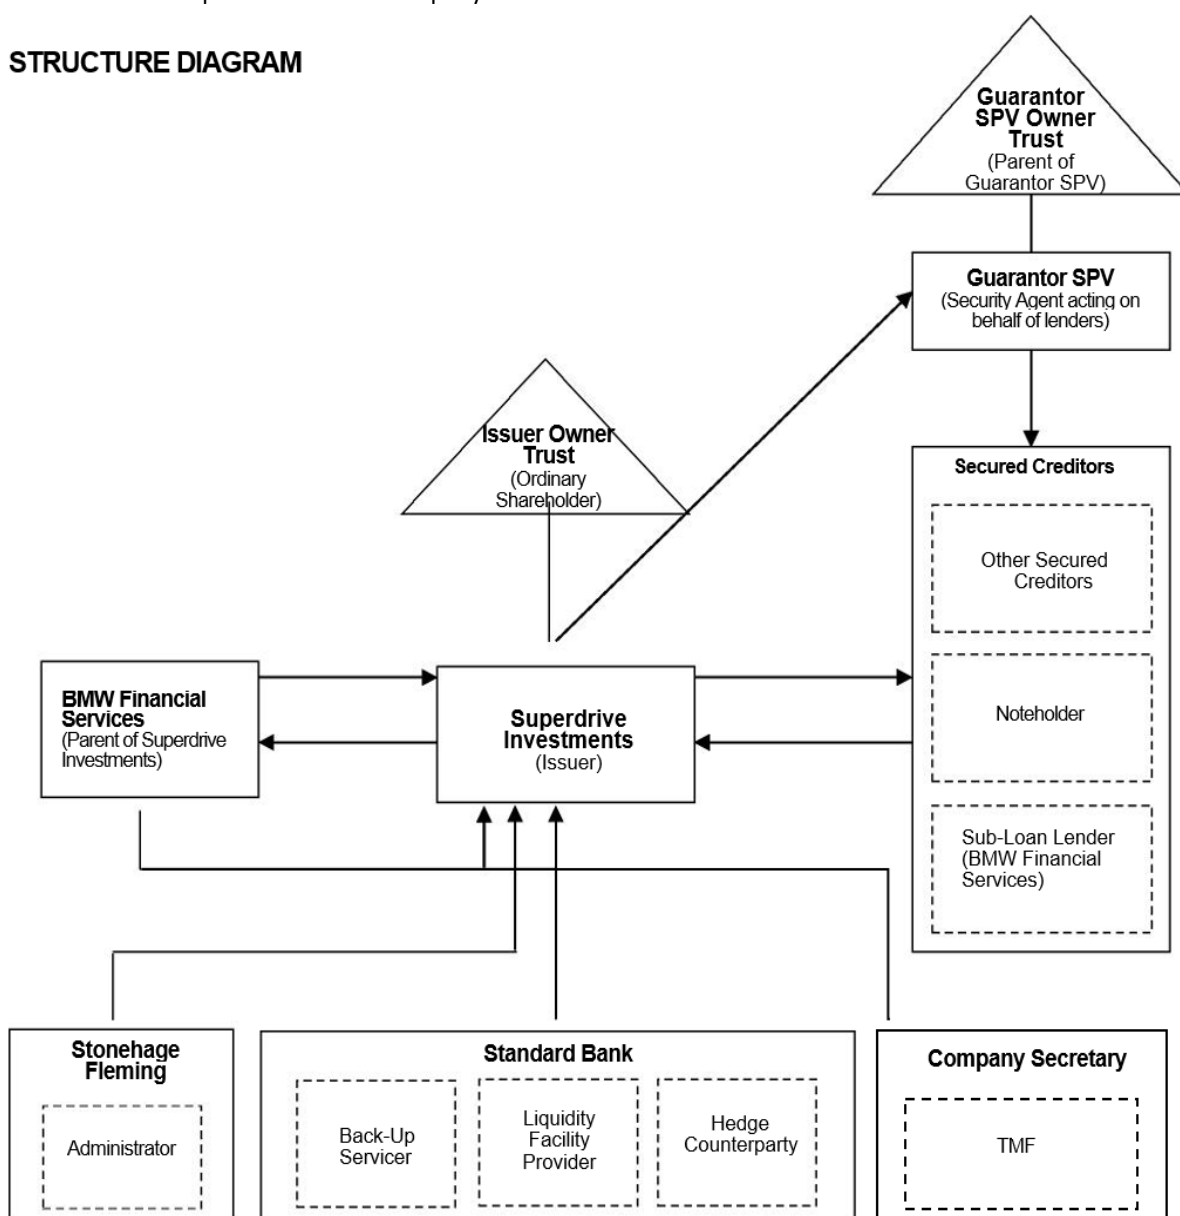 STRUCTURE DIAGRAM
Guarantor
SPV Owner
Trust
(Parent of
Guarantor SPV)
Guarantor SPV
(Security Agent acting on
behalf of lenders)
Issuer Owner
Trust
(Ordinary
Shareholder)
Secured Creditors
Other Secured
Creditors
Noteholder
Sub-Loan Lender
(BMW Financial
Services)
BMW Financial
Services
(Parent of Superdrive
Investments)
Superdrive
Investments
(Issuer)
Stonehage
Fleming
Administrator
Standard Bank
Back-Up
Servicer
Liquidity
Facility
Provider
Hedge
Counterparty
Company Secretary
TMF